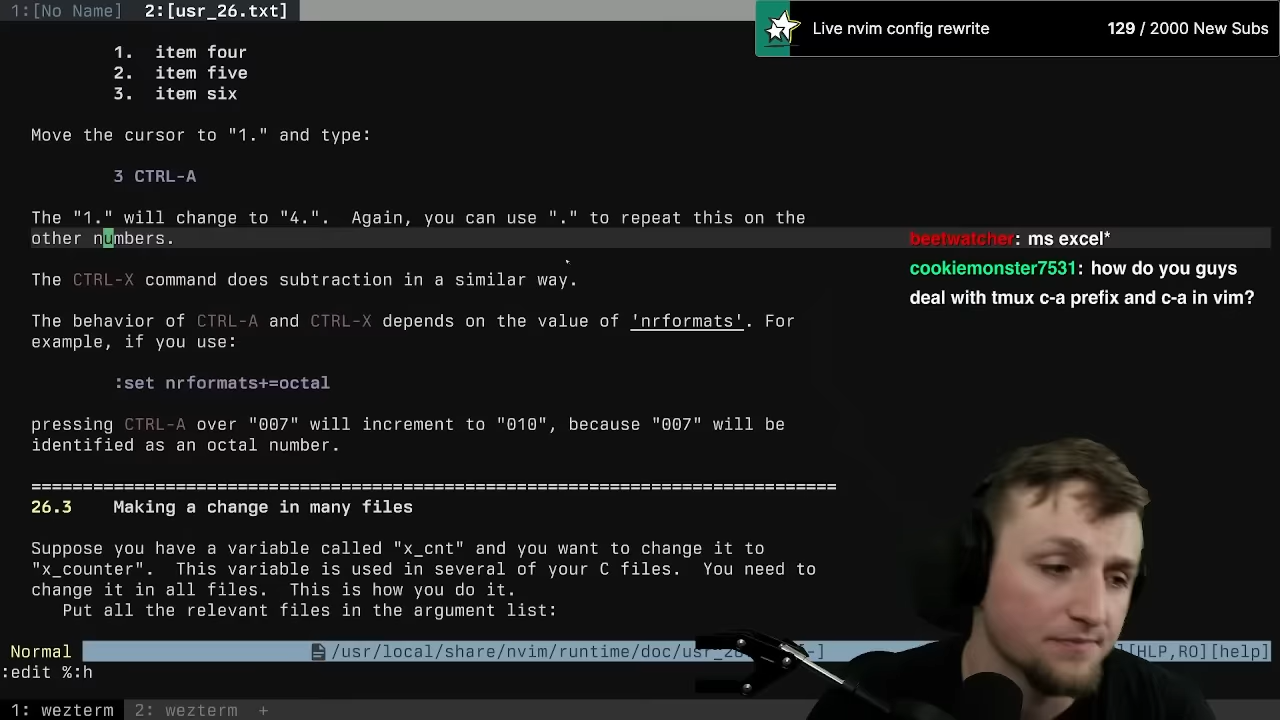 1:[No Name]  2:[usr_26.txt]
Live nvim config rewrite
129 / 2000 New Subs
1.  item four
2.  item five
3.  item six
Move the cursor to "1." and type:
3 CTRL-A
The "1." will change to "4.".  Again, you can use "." to repeat this on the
other numbers.
beetwatcher: ms excel*
cookiemonster7531: how do you guys
deal with tmux c-a prefix and c-a in vim?
The CTRL-X command does subtraction in a similar way.
The behavior of CTRL-A and CTRL-X depends on the value of 'nrformats'. For
example, if you use:
:set nrformats+=octal
pressing CTRL-A over "007" will increment to "010", because "007" will be
identified as an octal number.
==============================================================================
26.3    Making a change in many files
Suppose you have a variable called "x_cnt" and you want to change it to
"x_counter".  This variable is used in several of your C files.  You need to
change it in all files.  This is how you do it.
Put all the relevant files in the argument list:
Normal /usr/local/share/nvim/runtime/doc/usr_2 -] [HLP,RO][help]
:edit %:h
1: wezterm  2: wezterm  +